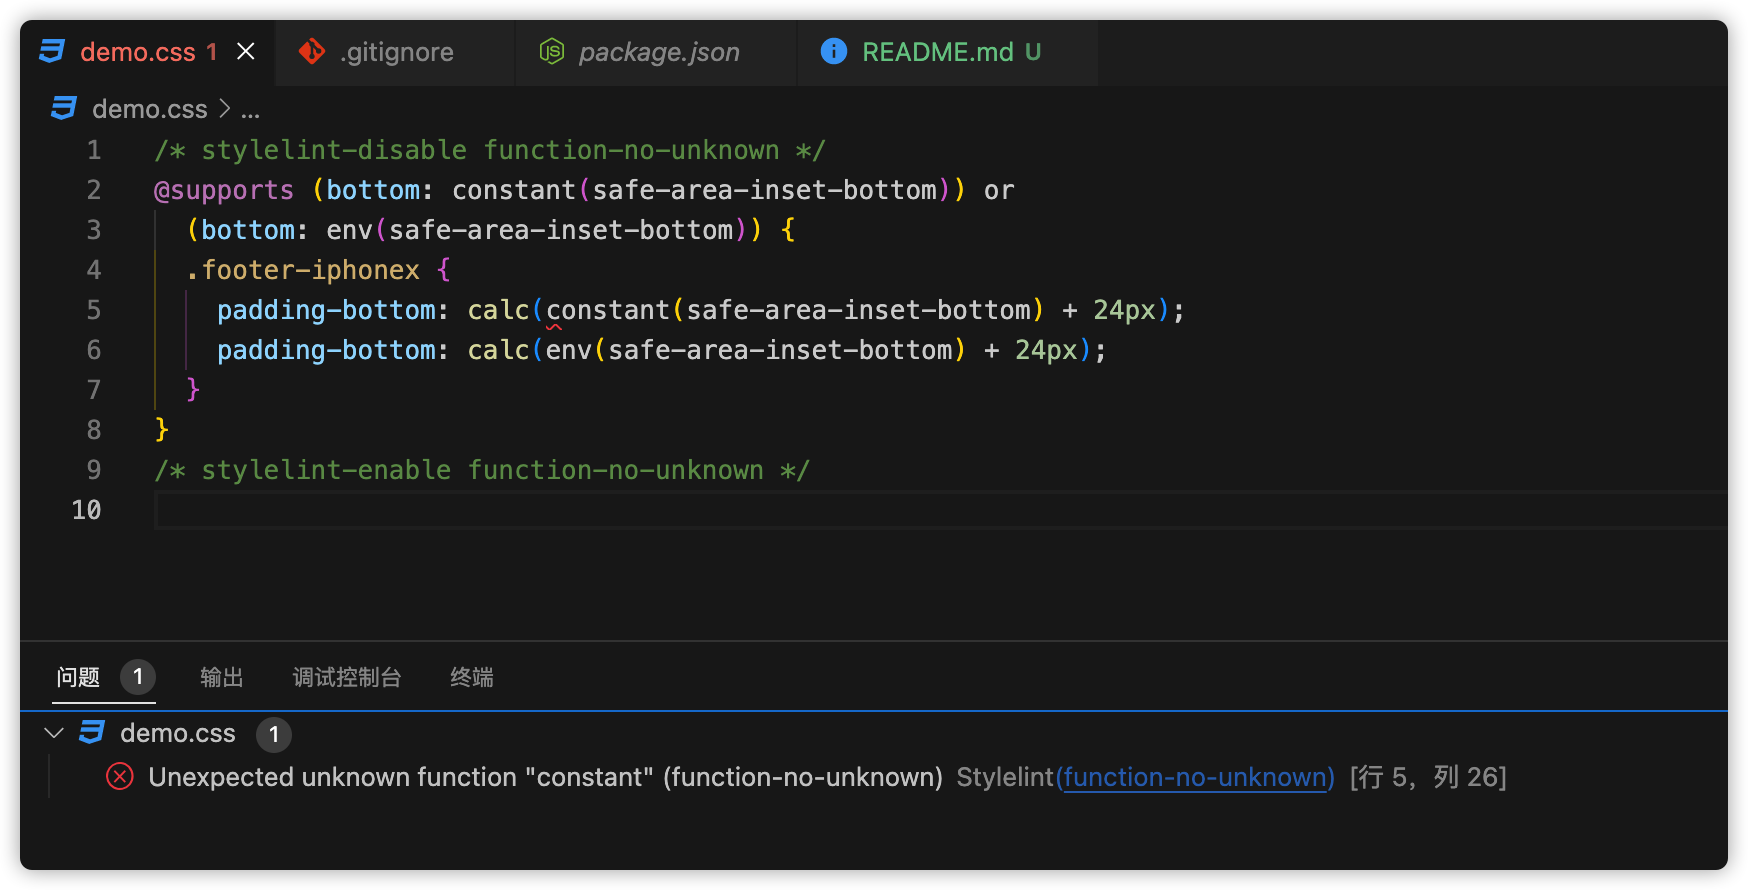 demo.css 1 .gitignore package.json README.md U
demo.css > ...
1 /* stylelint-disable function-no-unknown */
2 @supports (bottom: constant(safe-area-inset-bottom)) or
3 (bottom: env(safe-area-inset-bottom)) {
4 .footer-iphonex {
5 padding-bottom: calc(constant(safe-area-inset-bottom) + 24px);
6 padding-bottom: calc(env(safe-area-inset-bottom) + 24px);
7 }
8 }
9 /* stylelint-enable function-no-unknown */
10
问题 1 输出 调试控制台 终端
demo.css 1
Unexpected unknown function "constant" (function-no-unknown) Stylelint(function-no-unknown) [行 5，列 26]